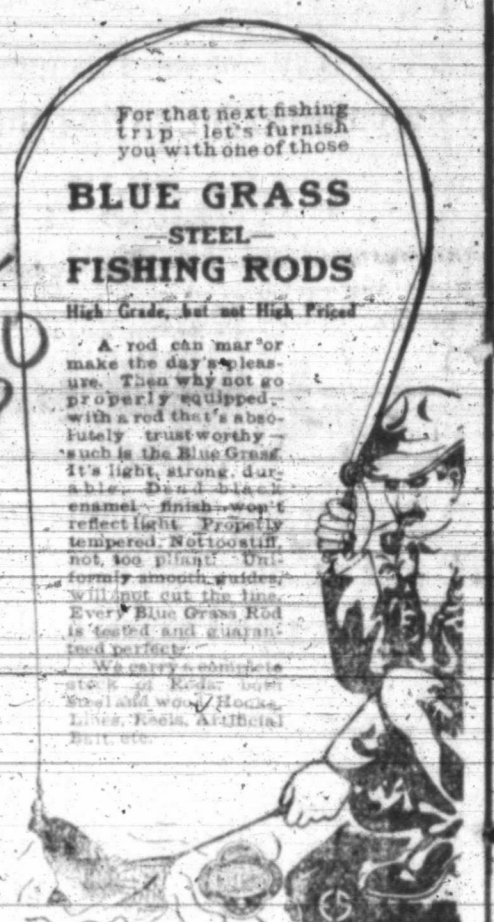 For that next fishing
trip let's furnish
you with one of those
BLUE GRASS
—STEEL—
FISHING RODS
High Grade, but not High Priced
A rod can mar or
make the day's pleas-
ure. Then why not go
properly equipped,
with a rod that's abso-
lutely trustworthy—
such is the Blue Grass.
It's light, strong, dur-
able. Dead black
enamel finish won't
reflect light. Properly
tempered. Not too stiff,
not too pliant. Uni-
formly smooth guides,
will not cut the line.
Every Blue Grass Rod
is tested and guaran-
teed perfect.
We carry a complete
stock of Rods, both
Steel and wood, Hooks,
Lines, Reels, Artificial
Bait, etc.